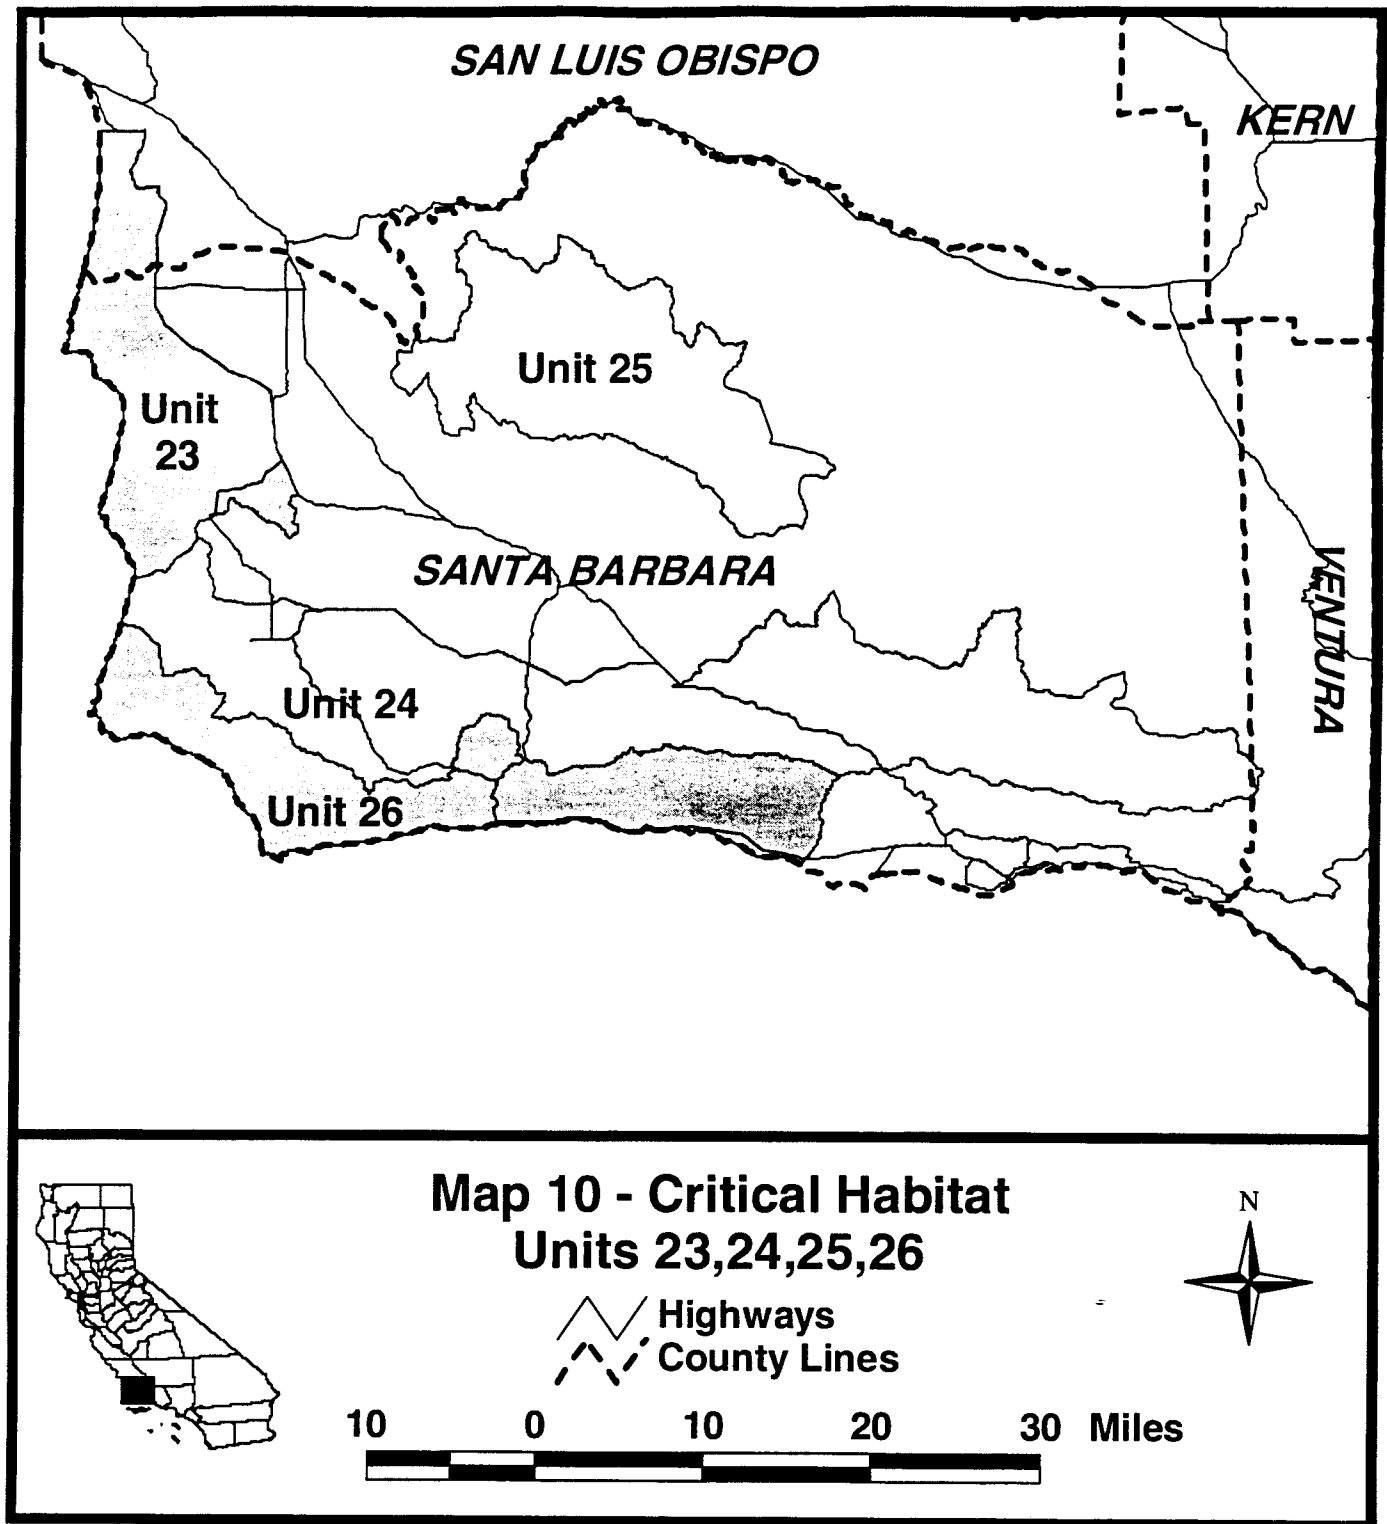 SAN LUIS OBISPO
KERN
Unit 25
Unit
23
SANTA BARBARA
VENTURA
Unit 24
Unit 26
Map 10 - Critical Habitat
Units 23,24,25,26
N
Highways
County Lines
10 0 10 20 30 Miles